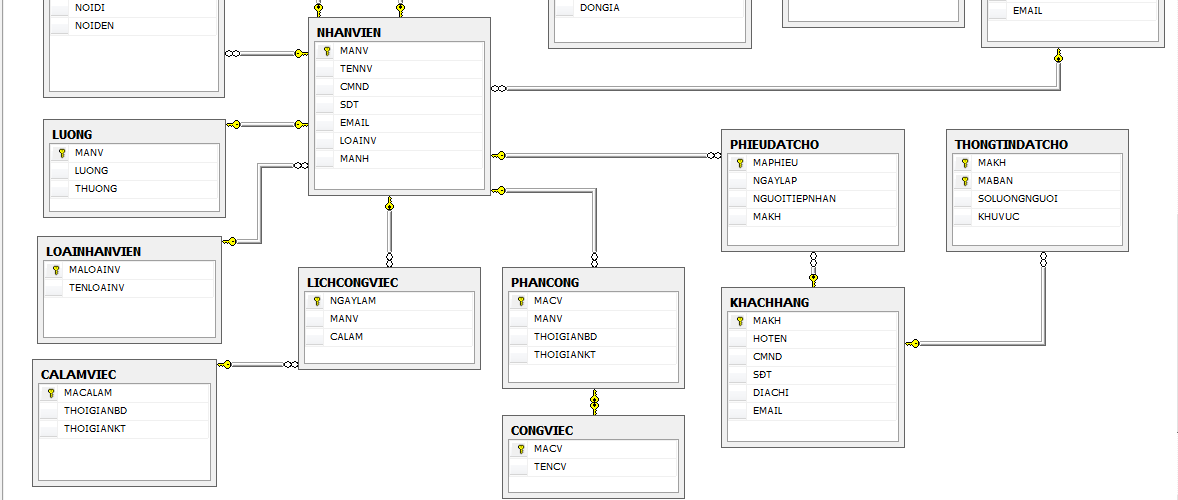 NOIDI
NOIDEN
DONGIA
EMAIL
NHANVIEN
MANV
TENNV
CMND
SDT
EMAIL
LOAINV
MANH
LUONG
MANV
LUONG
THUONG
LOAINHANVIEN
MALOAINV
TENLOAINV
CALAMVIEC
MACALAM
THOIGIANBD
THOIGIANKT
LICHCONGVIEC
NGAYLAM
MANV
CALAM
PHANCONG
MACV
MANV
THOIGIANBD
THOIGIANKT
CONGVIEC
MACV
TENCV
PHIEUDATCHO
MAPHIEU
NGAYLAP
NGUOITIEPNHAN
MAKH
KHACHHANG
MAKH
HOTEN
CMND
SĐT
DIACHI
EMAIL
THONGTINDATCHO
MAKH
MABAN
SOLUONGNGUOI
KHUVUC